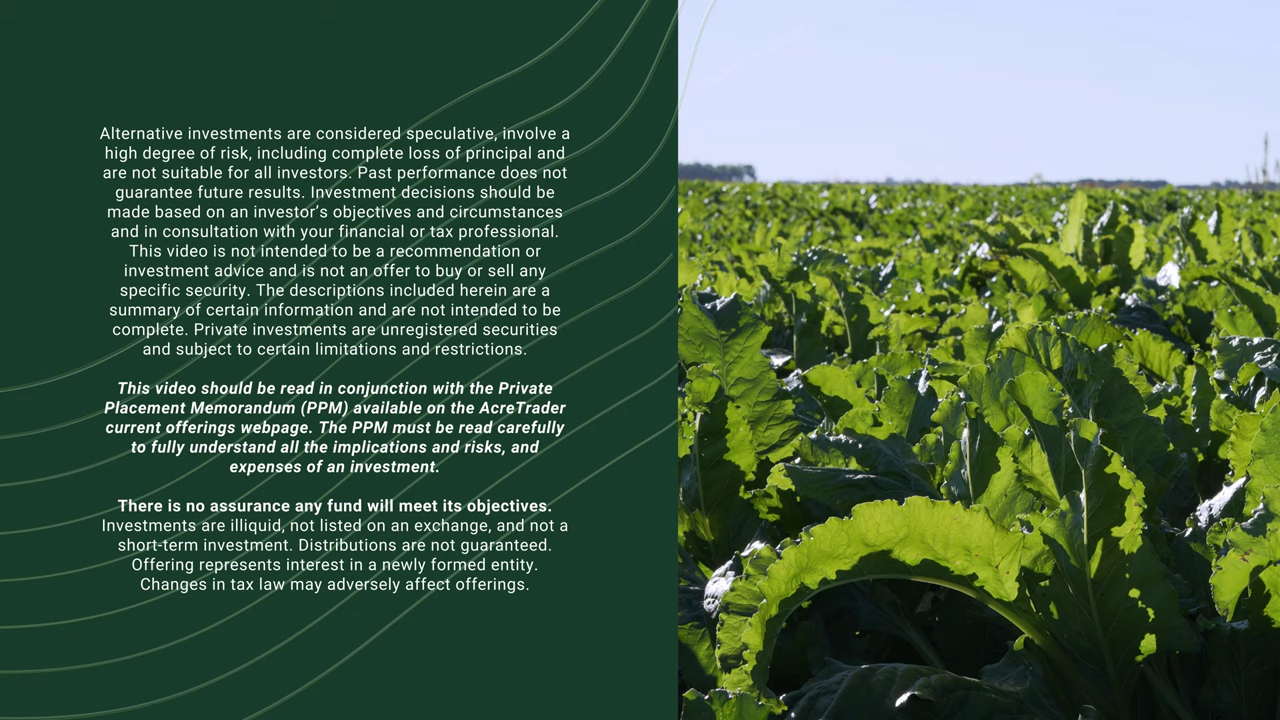 Alternative investments are considered speculative, involve a
high degree of risk, including complete loss of principal and
are not suitable for all investors. Past performance does not
guarantee future results. Investment decisions should be
made based on an investor’s objectives and circumstances
and in consultation with your financial or tax professional.
This video is not intended to be a recommendation or
investment advice and is not an offer to buy or sell any
specific security. The descriptions included herein are a
summary of certain information and are not intended to be
complete. Private investments are unregistered securities
and subject to certain limitations and restrictions.
This video should be read in conjunction with the Private
Placement Memorandum (PPM) available on the AcreTrader
current offerings webpage. The PPM must be read carefully
to fully understand all the implications and risks, and
expenses of an investment.
There is no assurance any fund will meet its objectives.
Investments are illiquid, not listed on an exchange, and not a
short-term investment. Distributions are not guaranteed.
Offering represents interest in a newly formed entity.
Changes in tax law may adversely affect offerings.